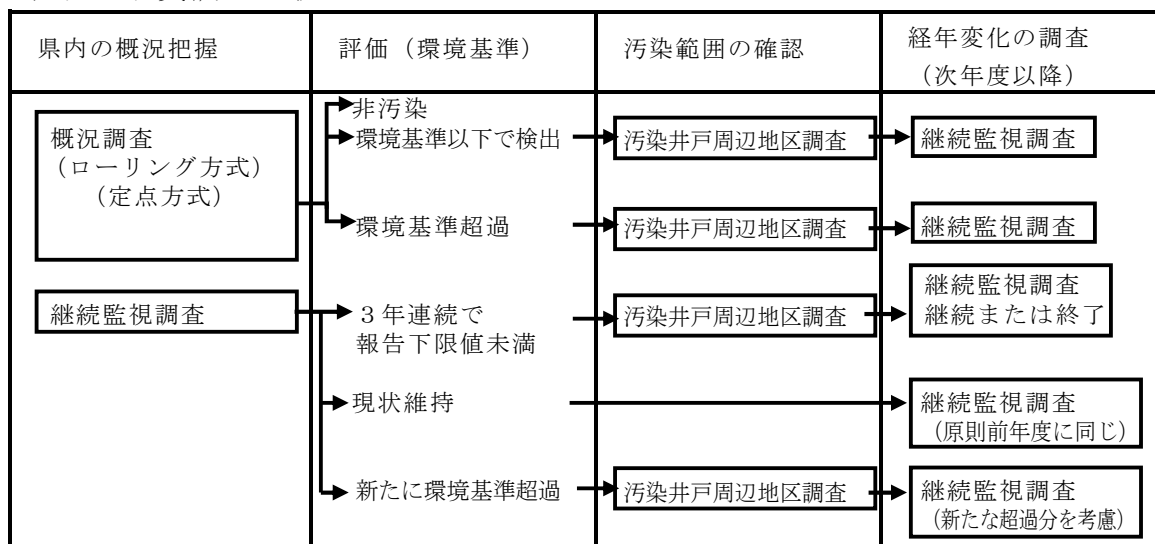 県内の概況把握
評価（環境基準）
汚染範囲の確認
経年変化の調査
（次年度以降）
概況調査
（ローリング方式）
（定点方式）
非汚染
環境基準以下で検出
汚染井戸周辺地区調査
継続監視調査
環境基準超過
汚染井戸周辺地区調査
継続監視調査
継続監視調査
３年連続で
報告下限値未満
汚染井戸周辺地区調査
継続監視調査
継続または終了
現状維持
継続監視調査
（原則前年度に同じ）
新たに環境基準超過
汚染井戸周辺地区調査
継続監視調査
（新たな超過分を考慮）